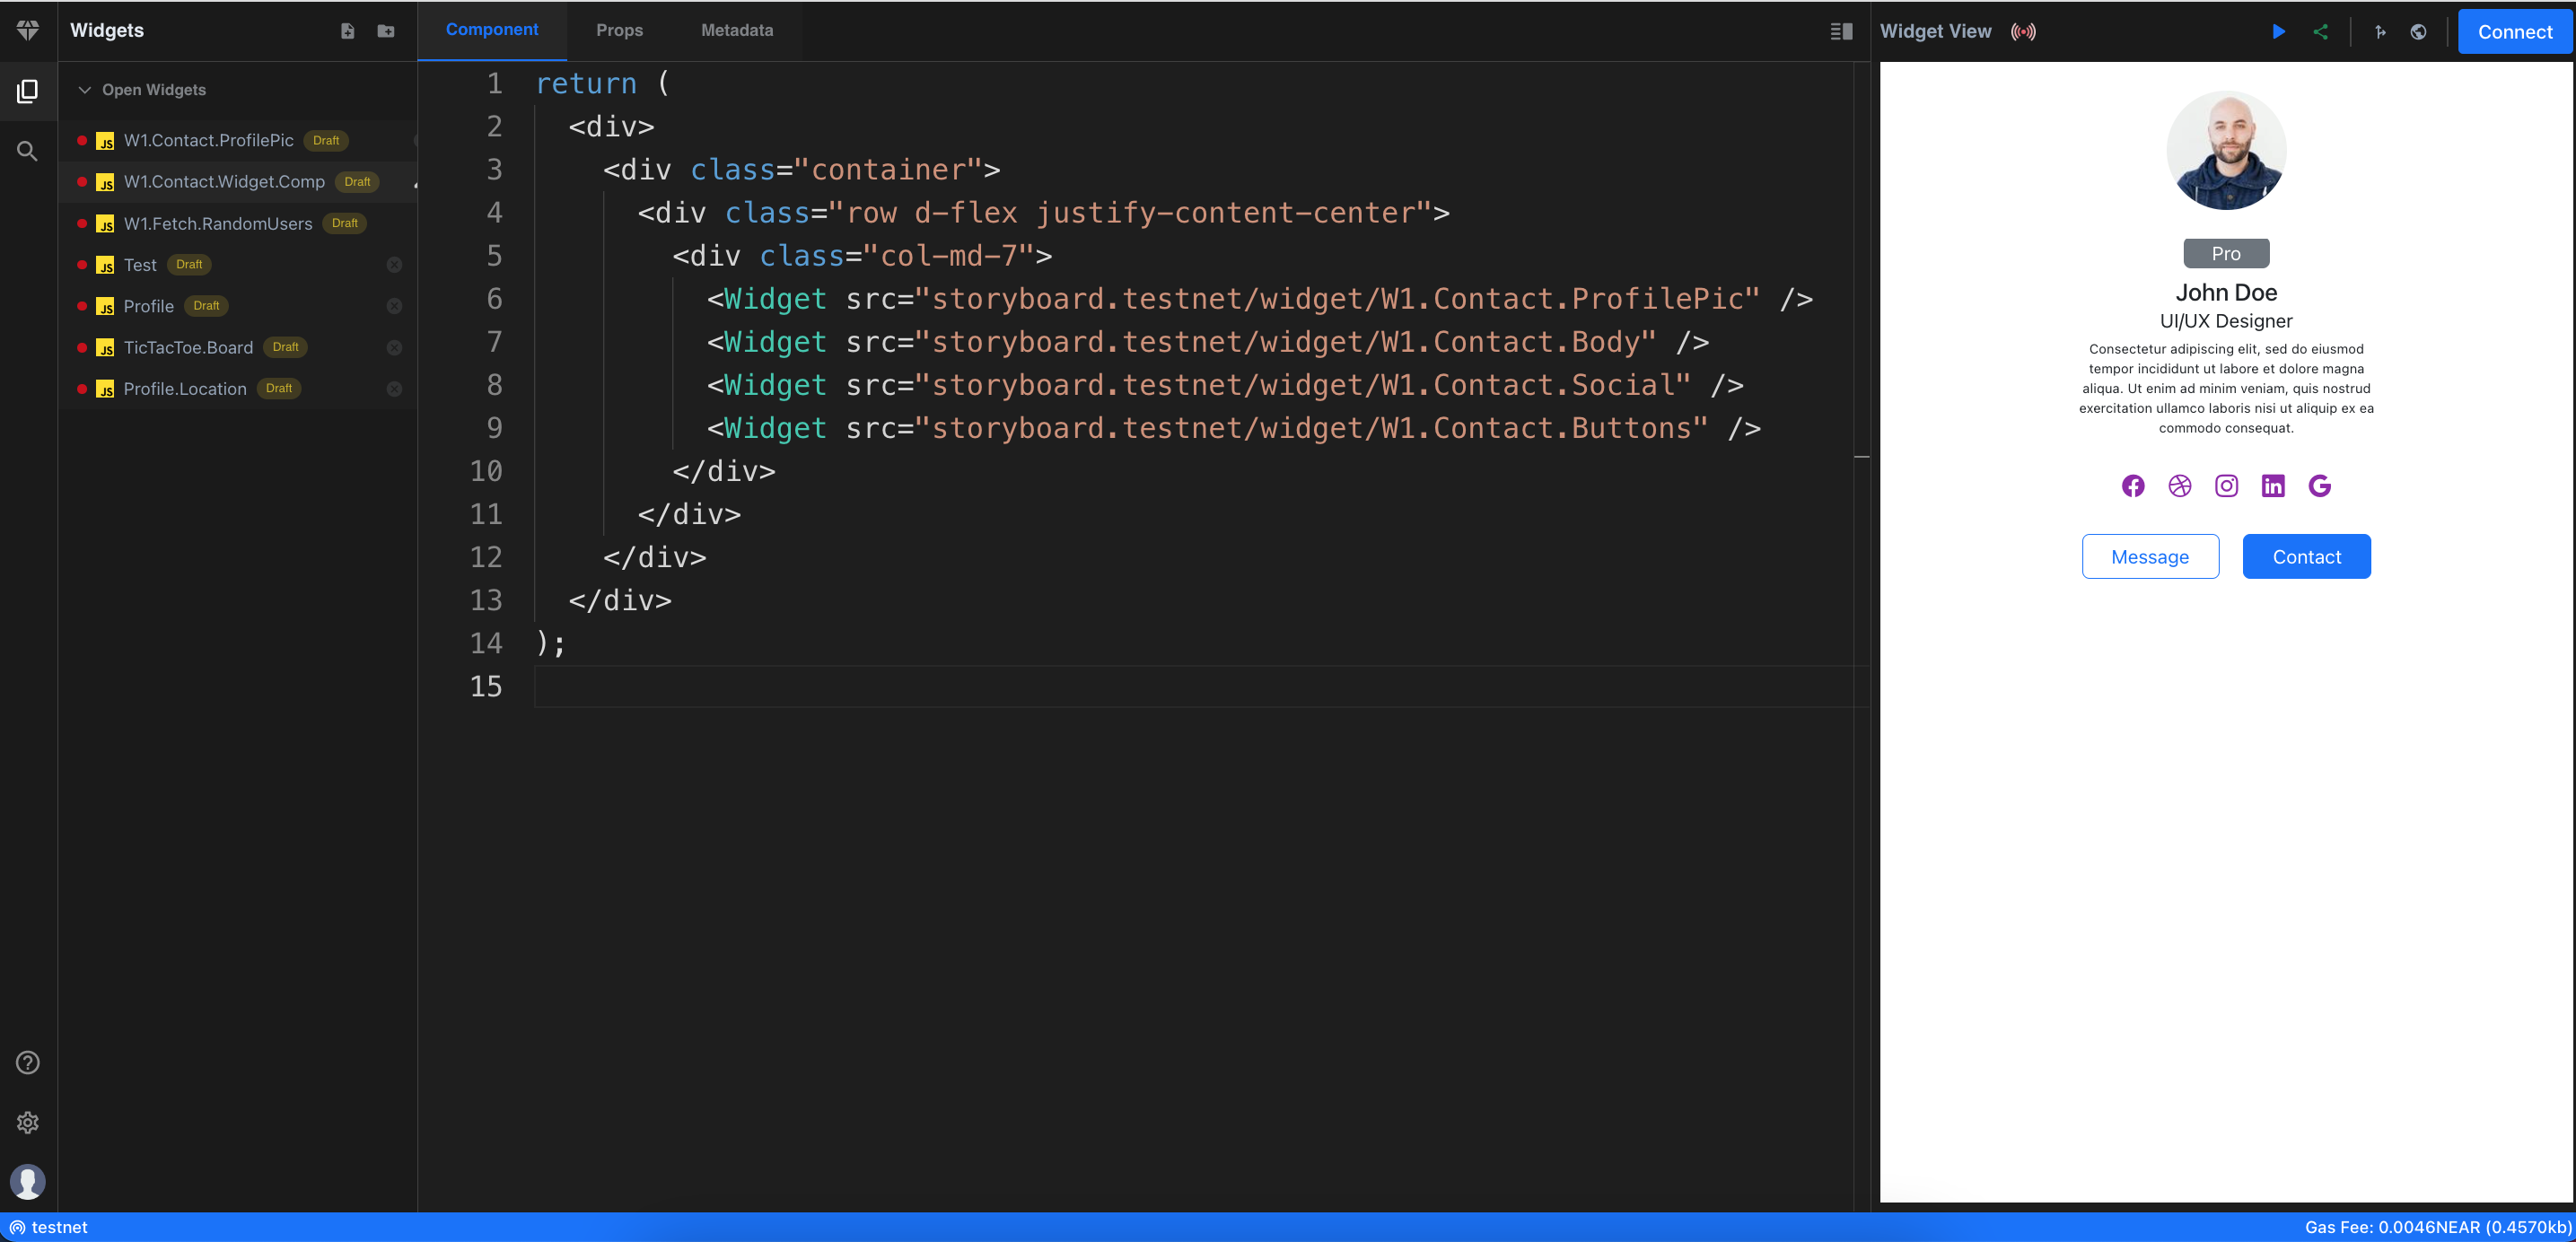 Widgets
Open Widgets
JS W1.Contact.ProfilePic Draft
JS W1.Contact.Widget.Comp Draft
JS W1.Fetch.RandomUsers Draft
JS Test Draft
JS Profile Draft
JS TicTacToe.Board Draft
JS Profile.Location Draft
Component Props Metadata
1 return (
2 <div>
3 <div class="container">
4 <div class="row d-flex justify-content-center">
5 <div class="col-md-7">
6 <Widget src="storyboard.testnet/widget/W1.Contact.ProfilePic" />
7 <Widget src="storyboard.testnet/widget/W1.Contact.Body" />
8 <Widget src="storyboard.testnet/widget/W1.Contact.Social" />
9 <Widget src="storyboard.testnet/widget/W1.Contact.Buttons" />
10 </div>
11 </div>
12 </div>
13 </div>
14 );
15
Widget View Connect
Pro
John Doe
UI/UX Designer
Consectetur adipiscing elit, sed do eiusmod
tempor incididunt ut labore et dolore magna
aliqua. Ut enim ad minim veniam, quis nostrud
exercitation ullamco laboris nisi ut aliquip ex ea
commodo consequat.
Message Contact
testnet Gas Fee: 0.0046NEAR (0.4570kb)